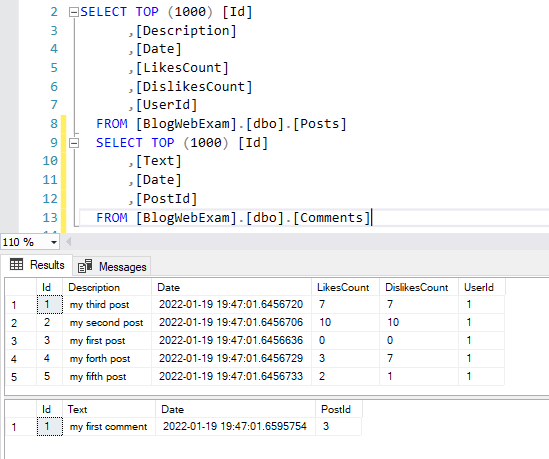 2 SELECT TOP (1000) [Id]
3 ,[Description]
4 ,[Date]
5 ,[LikesCount]
6 ,[DislikesCount]
7 ,[UserId]
8 FROM [BlogWebExam].[dbo].[Posts]
9 SELECT TOP (1000) [Id]
10 ,[Text]
11 ,[Date]
12 ,[PostId]
13 FROM [BlogWebExam].[dbo].[Comments]
110 %
Results Messages
Id Description Date LikesCount DislikesCount UserId
1 1 my third post 2022-01-19 19:47:01.6456720 7 7 1
2 2 my second post 2022-01-19 19:47:01.6456706 10 10 1
3 3 my first post 2022-01-19 19:47:01.6456636 0 0 1
4 4 my forth post 2022-01-19 19:47:01.6456729 3 7 1
5 5 my fifth post 2022-01-19 19:47:01.6456733 2 1 1
Id Text Date PostId
1 1 my first comment 2022-01-19 19:47:01.6595754 3